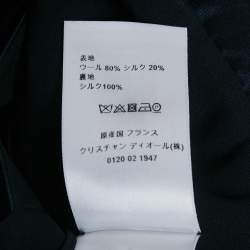 表地
ウール 80% シルク 20%
裏地
シルク100%
原産国 フランス
クリスチャン ディオール(株)
0120 02 1947